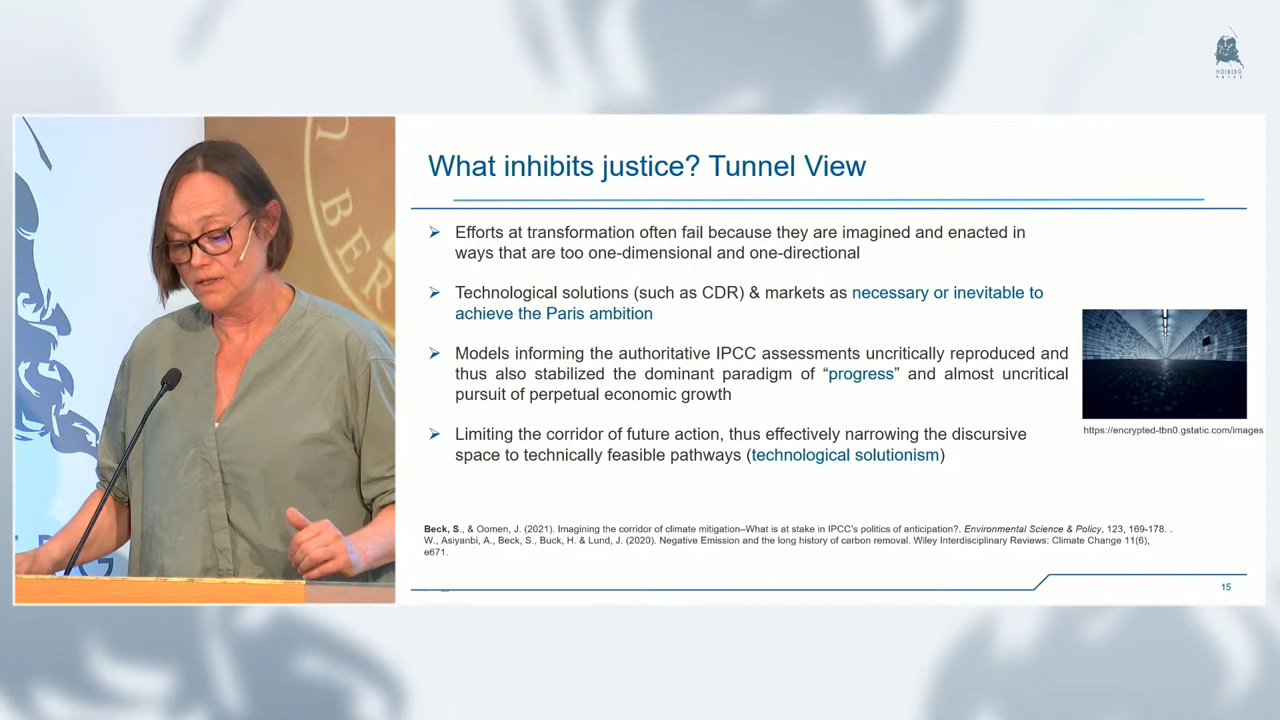 HOLBERG
PRIZE
BER
What inhibits justice? Tunnel View
Efforts at transformation often fail because they are imagined and enacted in
ways that are too one-dimensional and one-directional
Technological solutions (such as CDR) & markets as necessary or inevitable to
achieve the Paris ambition
Models informing the authoritative IPCC assessments uncritically reproduced and
thus also stabilized the dominant paradigm of “progress” and almost uncritical
pursuit of perpetual economic growth
Limiting the corridor of future action, thus effectively narrowing the discursive
space to technically feasible pathways (technological solutionism)
https://encrypted-tbn0.gstatic.com/images
Beck, S., & Oomen, J. (2021). Imagining the corridor of climate mitigation–What is at stake in IPCC's politics of anticipation?. Environmental Science & Policy, 123, 169-178. .
W., Asiyanbi, A., Beck, S., Buck, H. & Lund, J. (2020). Negative Emission and the long history of carbon removal. Wiley Interdisciplinary Reviews: Climate Change 11(6),
e671.
15